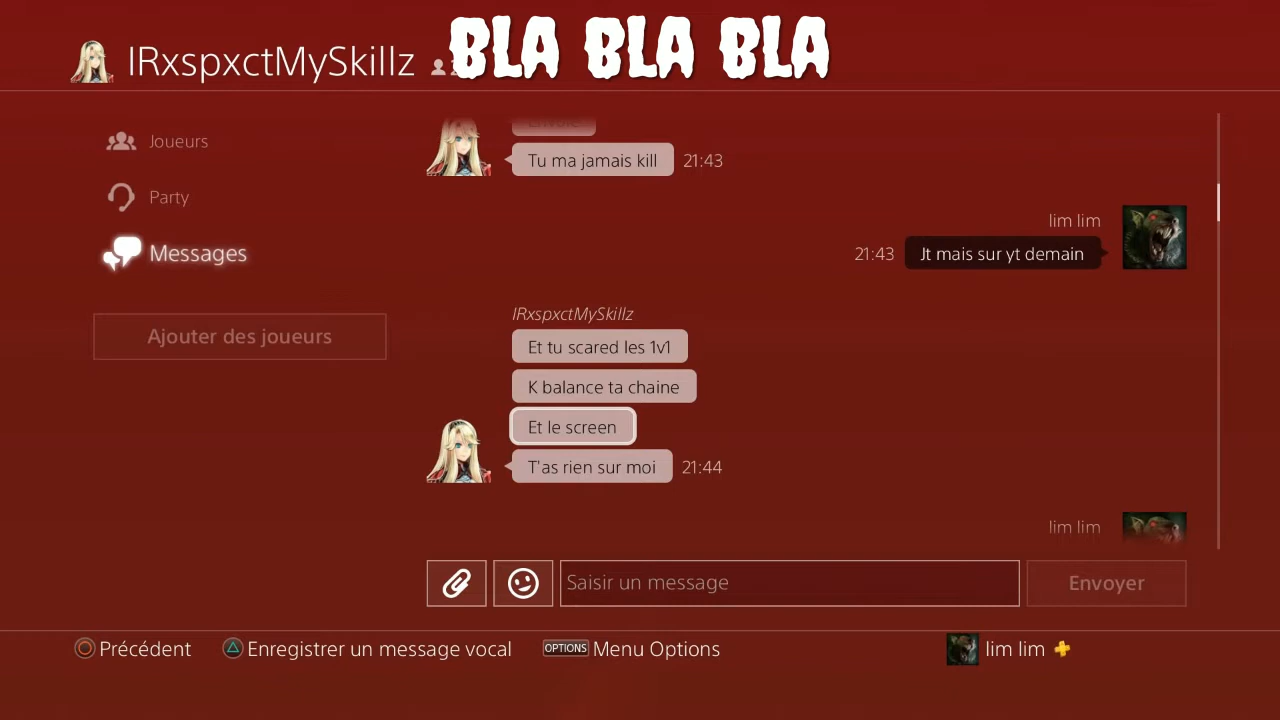 BLA BLA BLA
IRxspxctMySkillz
Joueurs
Party
Messages
Ajouter des joueurs
Tu ma jamais kill 21:43
lim lim
21:43 Jt mais sur yt demain
IRxspxctMySkillz
Et tu scared les 1v1
K balance ta chaine
Et le screen
T'as rien sur moi 21:44
lim lim
Saisir un message
Envoyer
Précédent
Enregistrer un message vocal
OPTIONS Menu Options
lim lim